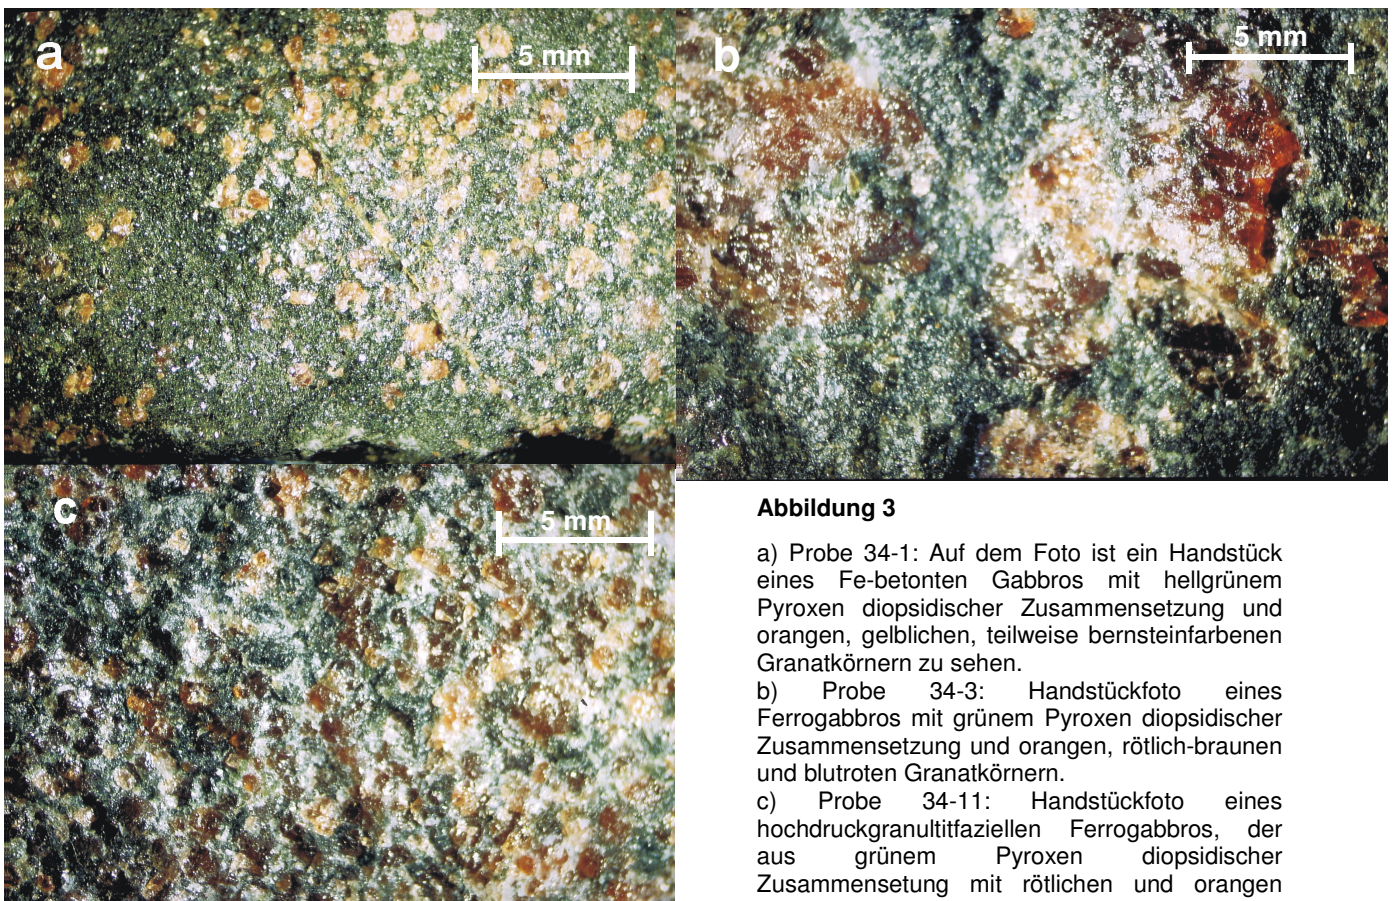 a
5 mm
b
5 mm
c
5 mm
Abbildung 3
a) Probe 34-1: Auf dem Foto ist ein Handstück
eines Fe-betonten Gabbros mit hellgrünem
Pyroxen diopsidischer Zusammensetzung und
orangen, gelblichen, teilweise bernsteinfarbenen
Granatkörnern zu sehen.
b) Probe 34-3: Handstückfoto eines
Ferrogabbros mit grünem Pyroxen diopsidischer
Zusammensetzung und orangen, rötlich-braunen
und blutroten Granatkörnern.
c) Probe 34-11: Handstückfoto eines
hochdruckgranultitfaziellen Ferrogabbros, der
aus grünem Pyroxen diopsidischer
Zusammensetung mit rötlichen und orangen